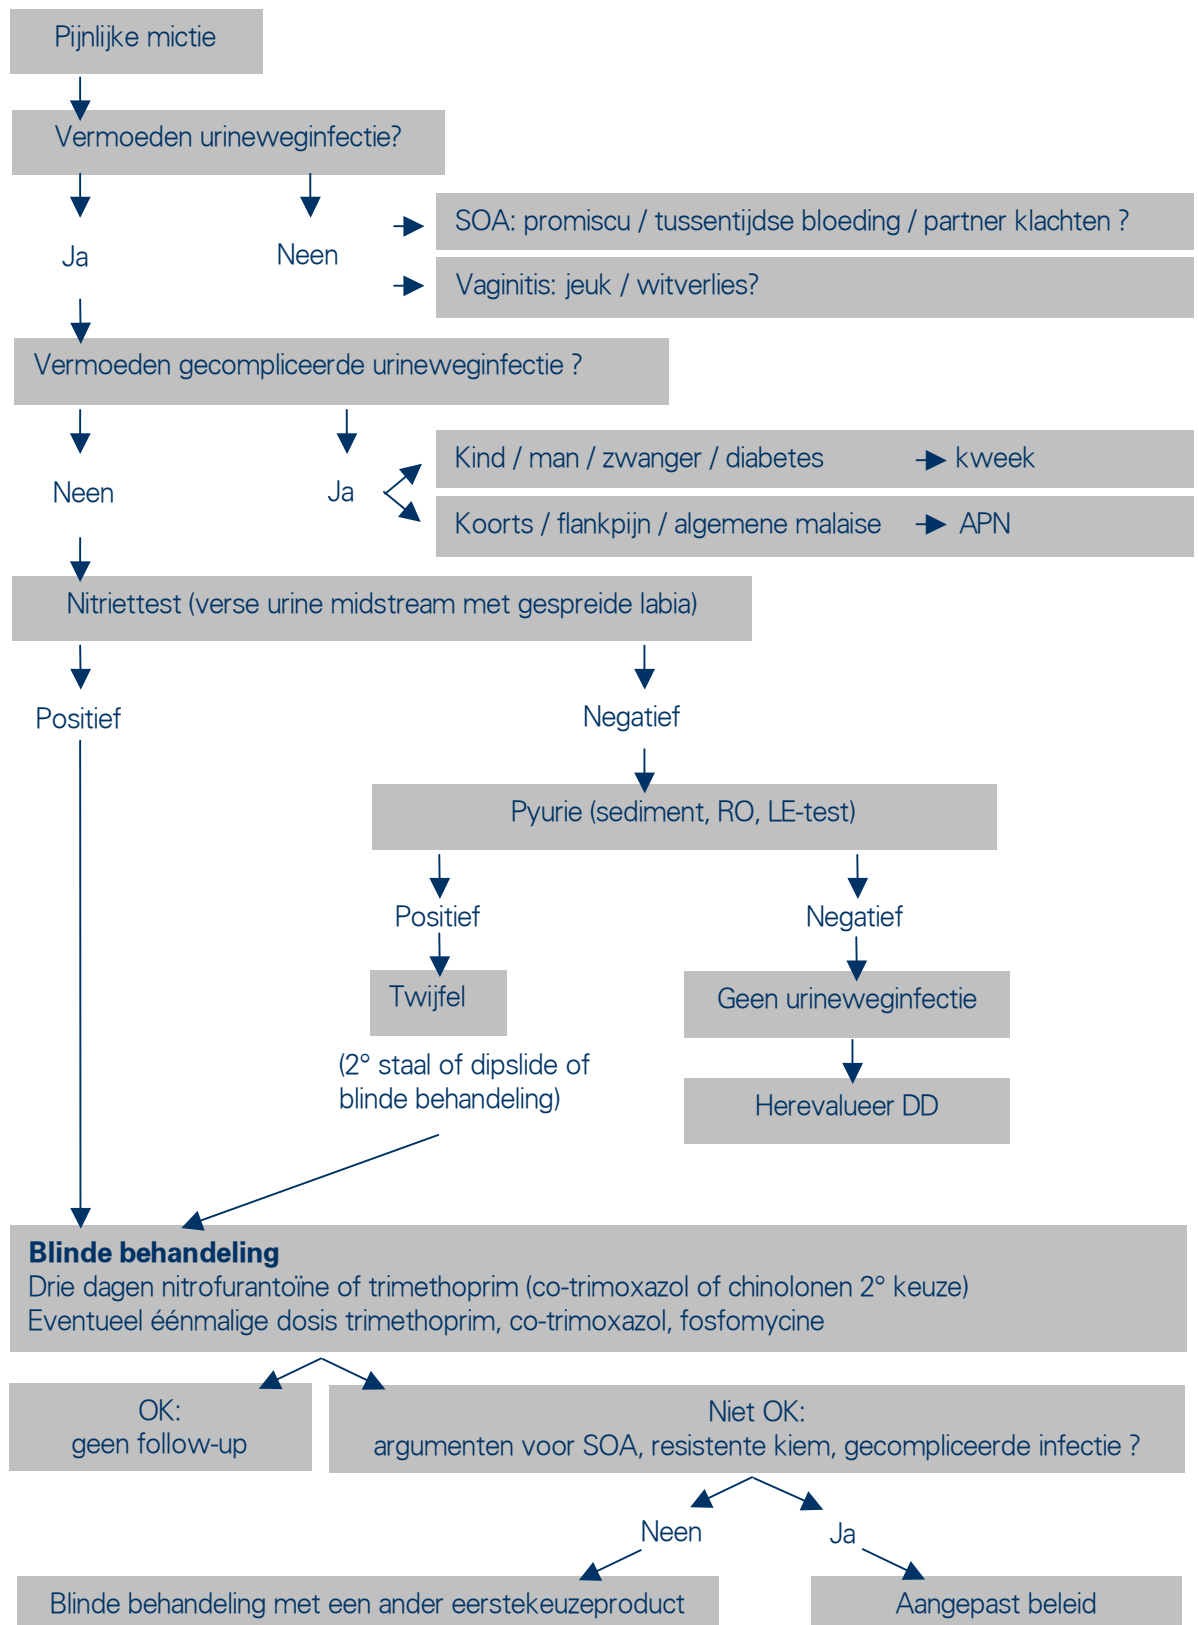 Pijnlijke mictie
Vermoeden urineweginfectie?
Ja
Neen
SOA: promiscu / tussentijdse bloeding / partner klachten ?
Vaginitis: jeuk / witverlies?
Vermoeden gecompliceerde urineweginfectie ?
Neen
Ja
Kind / man / zwanger / diabetes kweek
Koorts / flankpijn / algemene malaise APN
Nitriettest (verse urine midstream met gespreide labia)
Positief
Negatief
Pyurie (sediment, RO, LE-test)
Positief
Negatief
Twijfel
Geen urineweginfectie
(2° staal of dipslide of
blinde behandeling)
Herevalueer DD
Blinde behandeling
Drie dagen nitrofurantoïne of trimethoprim (co-trimoxazol of chinolonen 2° keuze)
Eventueel éénmalige dosis trimethoprim, co-trimoxazol, fosfomycine
OK:
geen follow-up
Niet OK:
argumenten voor SOA, resistente kiem, gecompliceerde infectie ?
Neen
Ja
Blinde behandeling met een ander eerstekeuzeproduct
Aangepast beleid